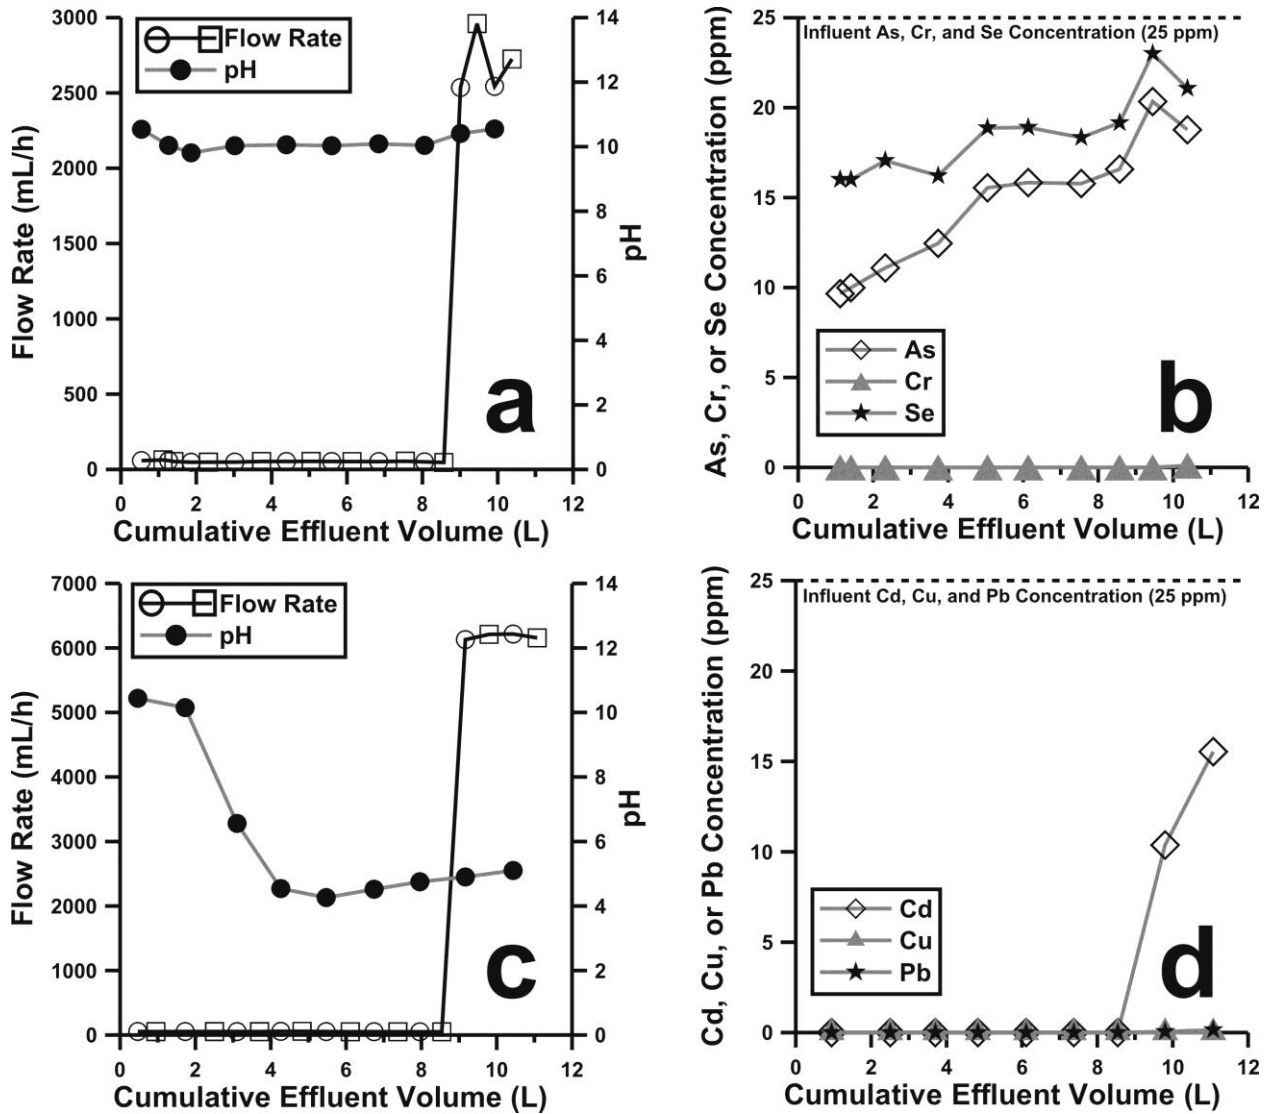 Flow Rate (mL/h)
3000
2500
2000
1500
1000
500
0
Flow Rate
pH
14
12
10
8
6
4
2
0
pH
a
0 2 4 6 8 10 12
Cumulative Effluent Volume (L)
As, Cr, or Se Concentration (ppm)
25
20
15
10
5
0
Influent As, Cr, and Se Concentration (25 ppm)
As
Cr
Se
b
0 2 4 6 8 10 12
Cumulative Effluent Volume (L)
Flow Rate (mL/h)
7000
6000
5000
4000
3000
2000
1000
0
Flow Rate
pH
14
12
10
8
6
4
2
0
pH
c
0 2 4 6 8 10 12
Cumulative Effluent Volume (L)
Cd, Cu, or Pb Concentration (ppm)
25
20
15
10
5
0
Influent Cd, Cu, and Pb Concentration (25 ppm)
Cd
Cu
Pb
d
0 2 4 6 8 10 12
Cumulative Effluent Volume (L)